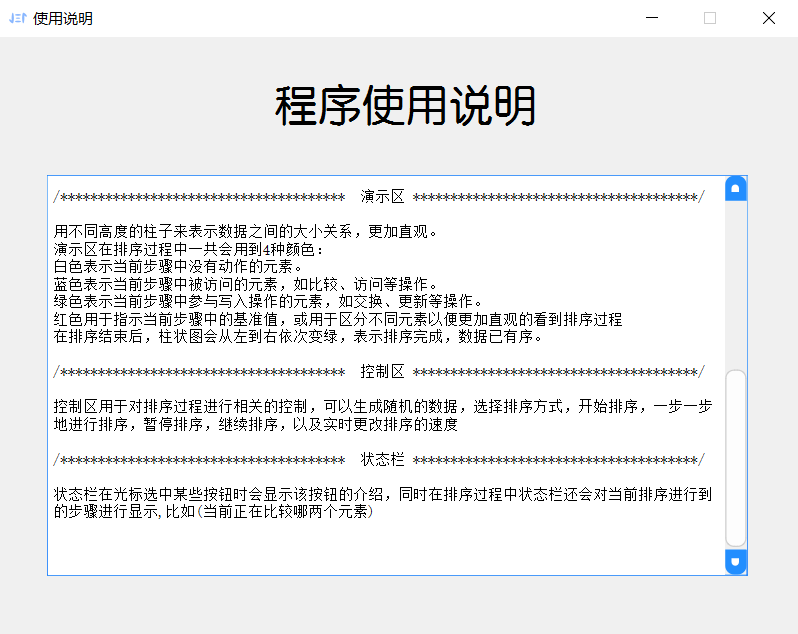 使用说明
程序使用说明
/**************************************  演示区 **************************************/
用不同高度的柱子来表示数据之间的大小关系，更加直观。
演示区在排序过程中一共会用到4种颜色：
白色表示当前步骤中没有动作的元素。
蓝色表示当前步骤中被访问的元素，如比较、访问等操作。
绿色表示当前步骤中参与写入操作的元素，如交换、更新等操作。
红色用于指示当前步骤中的基准值，或用于区分不同元素以便更加直观的看到排序过程
在排序结束后，柱状图会从左到右依次变绿，表示排序完成，数据已有序。
/**************************************  控制区 **************************************/
控制区用于对排序过程进行相关的控制，可以生成随机的数据，选择排序方式，开始排序，一步一步
地进行排序，暂停排序，继续排序，以及实时更改排序的速度
/**************************************  状态栏 **************************************/
状态栏在光标选中某些按钮时会显示该按钮的介绍，同时在排序过程中状态栏还会对当前排序进行到
的步骤进行显示,比如(当前正在比较哪两个元素)